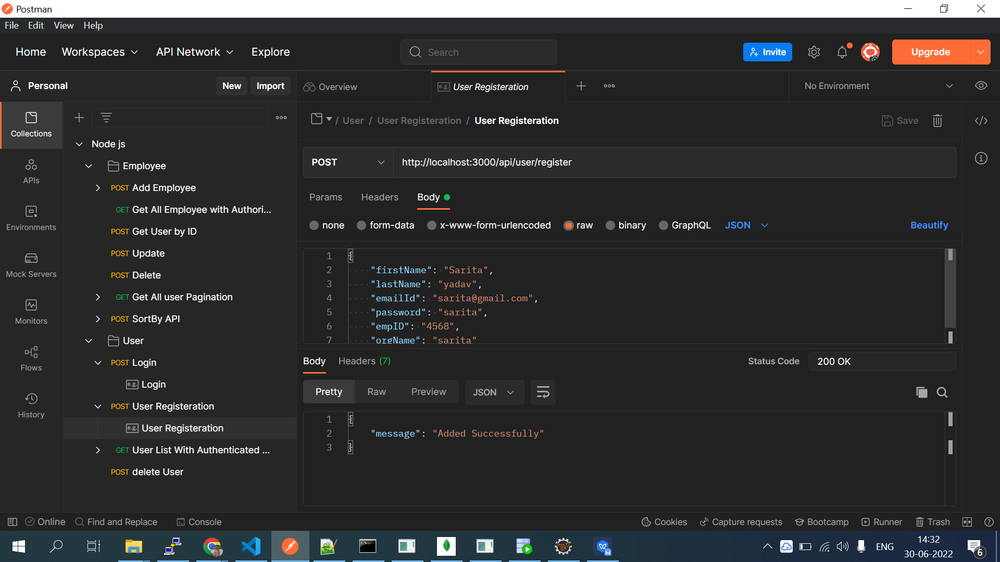 Postman
File Edit View Help
Home Workspaces API Network Explore Search Invite Upgrade
Personal New Import Overview e.g. User Registeration No Environment
Collections
APIs
Environments
Mock Servers
Monitors
Flows
History
Node js
Employee
POST Add Employee
GET Get All Employee with Authori...
POST Get User by ID
POST Update
POST Delete
GET Get All user Pagination
POST SortBy API
User
POST Login
e.g. Login
POST User Registeration
e.g. User Registeration
GET User List With Authenticated ...
POST delete User
/ User / User Registeration / User Registeration Save
POST http://localhost:3000/api/user/register
Params Headers Body
none form-data x-www-form-urlencoded raw binary GraphQL JSON Beautify
1 {
2 "firstName": "Sarita",
3 "lastName": "yadav",
4 "emailId": "sarita@gmail.com",
5 "password": "sarita",
6 "empID": "4568",
7 "orgName": "sarita"
Body Headers (7) Status Code 200 OK
Pretty Raw Preview JSON
1 {
2 "message": "Added Successfully"
3 }
Online Find and Replace Console Cookies Capture requests Bootcamp Runner Trash
ENG 14:32
30-06-2022 6